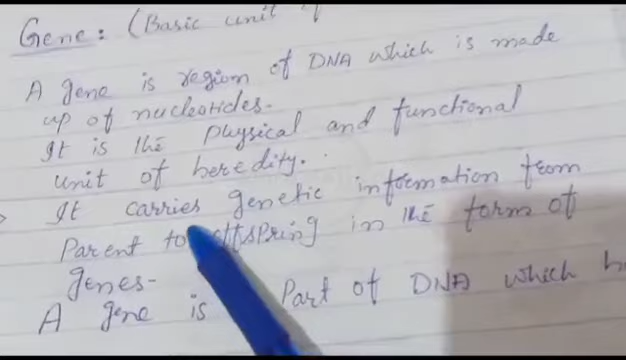 Gene: (Basic unit of
A gene is region of DNA which is made
up of nucleotides.
It is the physical and functional
unit of heredity.
It carries genetic information from
Parent to offspring in the form of
genes-
A gene is Part of DNA which